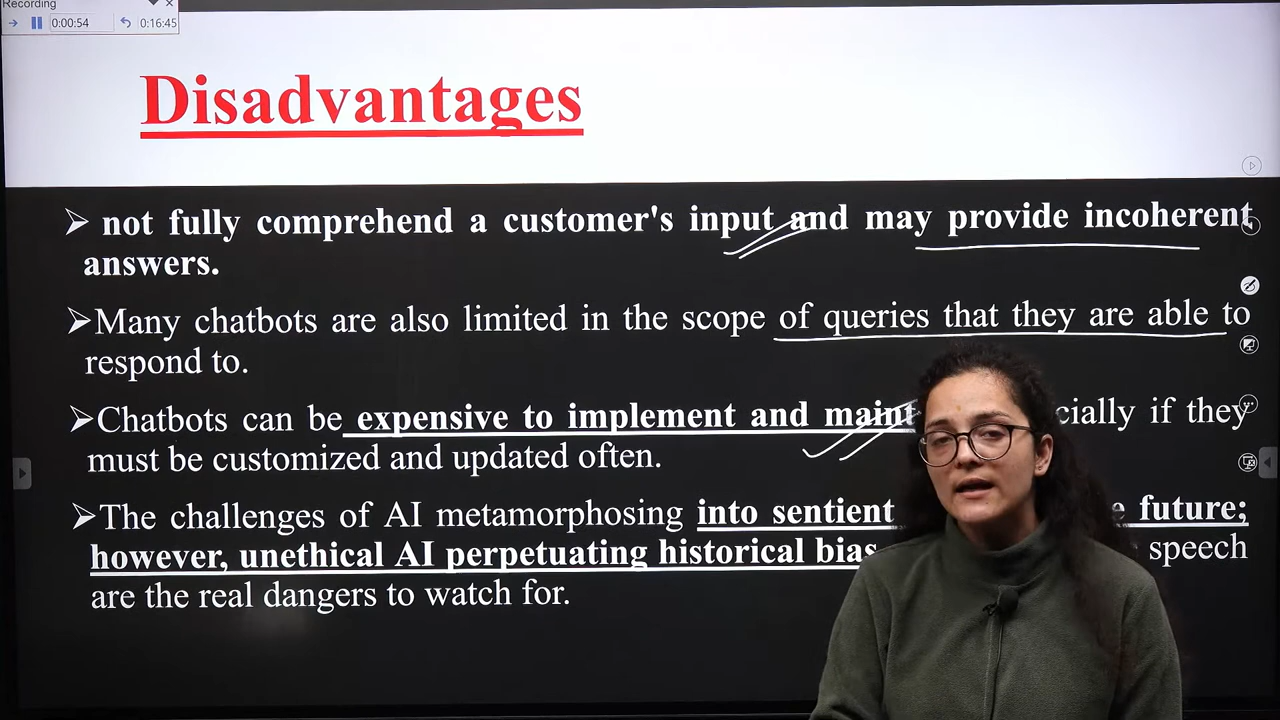 Recording
0:00:54 0:16:45
Disadvantages
➢ not fully comprehend a customer's input and may provide incoherent
answers.
➢Many chatbots are also limited in the scope of queries that they are able to
respond to.
➢Chatbots can be expensive to implement and maint cially if they
must be customized and updated often.
➢The challenges of AI metamorphosing into sentient future;
however, unethical AI perpetuating historical bias speech
are the real dangers to watch for.